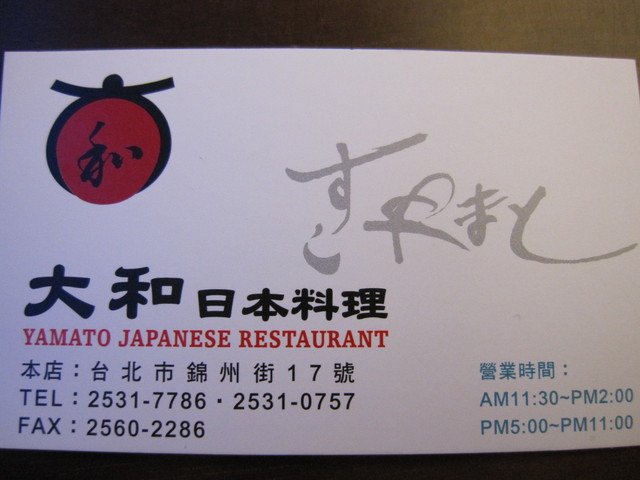 和
すし やまと
大和日本料理
YAMATO JAPANESE RESTAURANT
本店：台北市錦州街17號
TEL：2531-7786・2531-0757
FAX：2560-2286
營業時間：
AM11:30~PM2:00
PM5:00~PM11:00